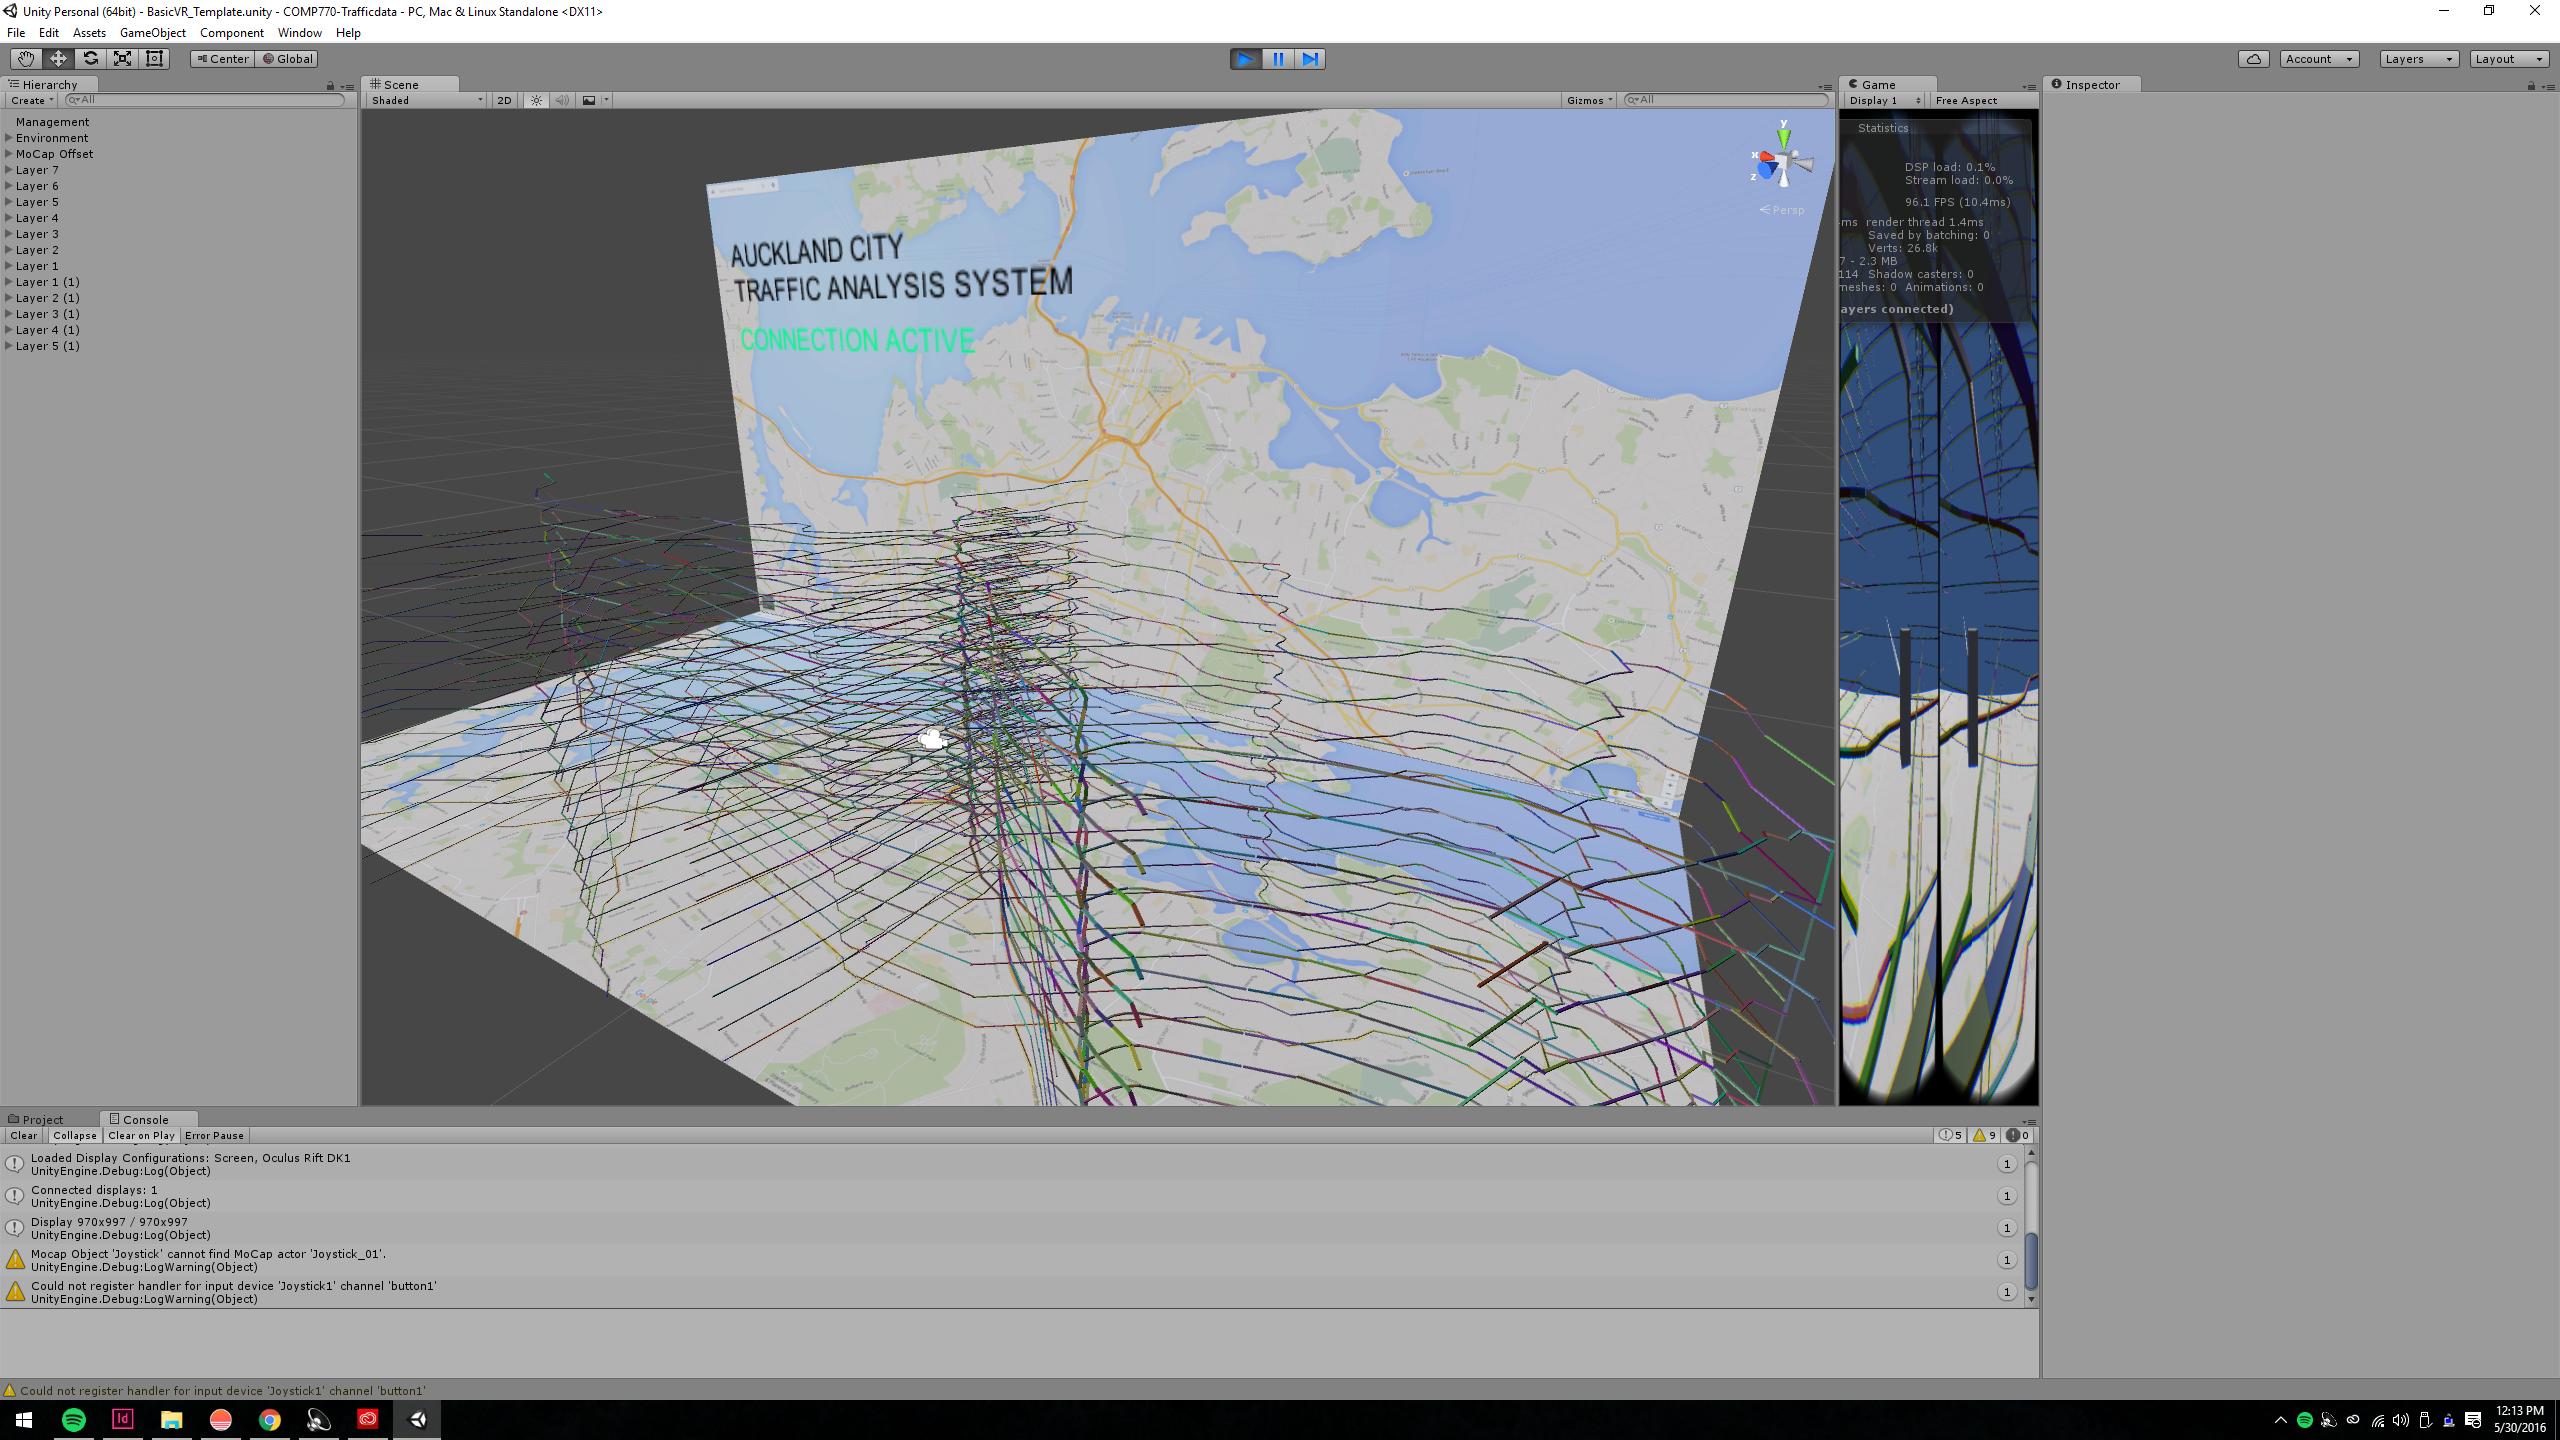 Unity Personal (64bit) - BasicVR_Template.unity - COMP770-Trafficdata - PC, Mac & Linux Standalone <DX11>
File Edit Assets GameObject Component Window Help
Center Global
Account Layers Layout
Hierarchy
Create All
Management
Environment
MoCap Offset
Layer 7
Layer 6
Layer 5
Layer 4
Layer 3
Layer 2
Layer 1
Layer 1 (1)
Layer 2 (1)
Layer 3 (1)
Layer 4 (1)
Layer 5 (1)
Scene
Shaded 2D Gizmos All
y
x
z
Persp
AUCKLAND CITY
TRAFFIC ANALYSIS SYSTEM
CONNECTION ACTIVE
Google
Game
Display 1 Free Aspect
Statistics
DSP load: 0.1%
Stream load: 0.0%
96.1 FPS (10.4ms)
ms render thread 1.4ms
Saved by batching: 0
Verts: 26.8k
7 - 2.3 MB
114 Shadow casters: 0
meshes: 0 Animations: 0
ayers connected)
Inspector
Project Console
Clear Collapse Clear on Play Error Pause 5 9 0
Loaded Display Configurations: Screen, Oculus Rift DK1
UnityEngine.Debug:Log(Object)
1
Connected displays: 1
UnityEngine.Debug:Log(Object)
1
Display 970x997 / 970x997
UnityEngine.Debug:Log(Object)
1
Mocap Object 'Joystick' cannot find MoCap actor 'Joystick_01'.
UnityEngine.Debug:LogWarning(Object)
1
Could not register handler for input device 'Joystick1' channel 'button1'
UnityEngine.Debug:LogWarning(Object)
1
Could not register handler for input device 'Joystick1' channel 'button1'
Id
12:13 PM
5/30/2016